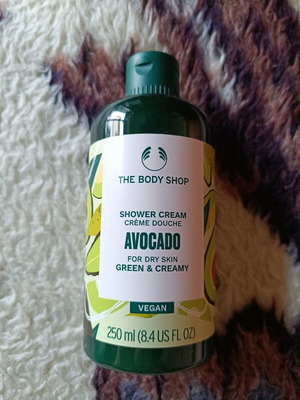 THE BODY SHOP
SHOWER CREAM
CRÈME DOUCHE
AVOCADO
FOR DRY SKIN
GREEN & CREAMY
VEGAN
250 ml (8.4 US FL OZ)